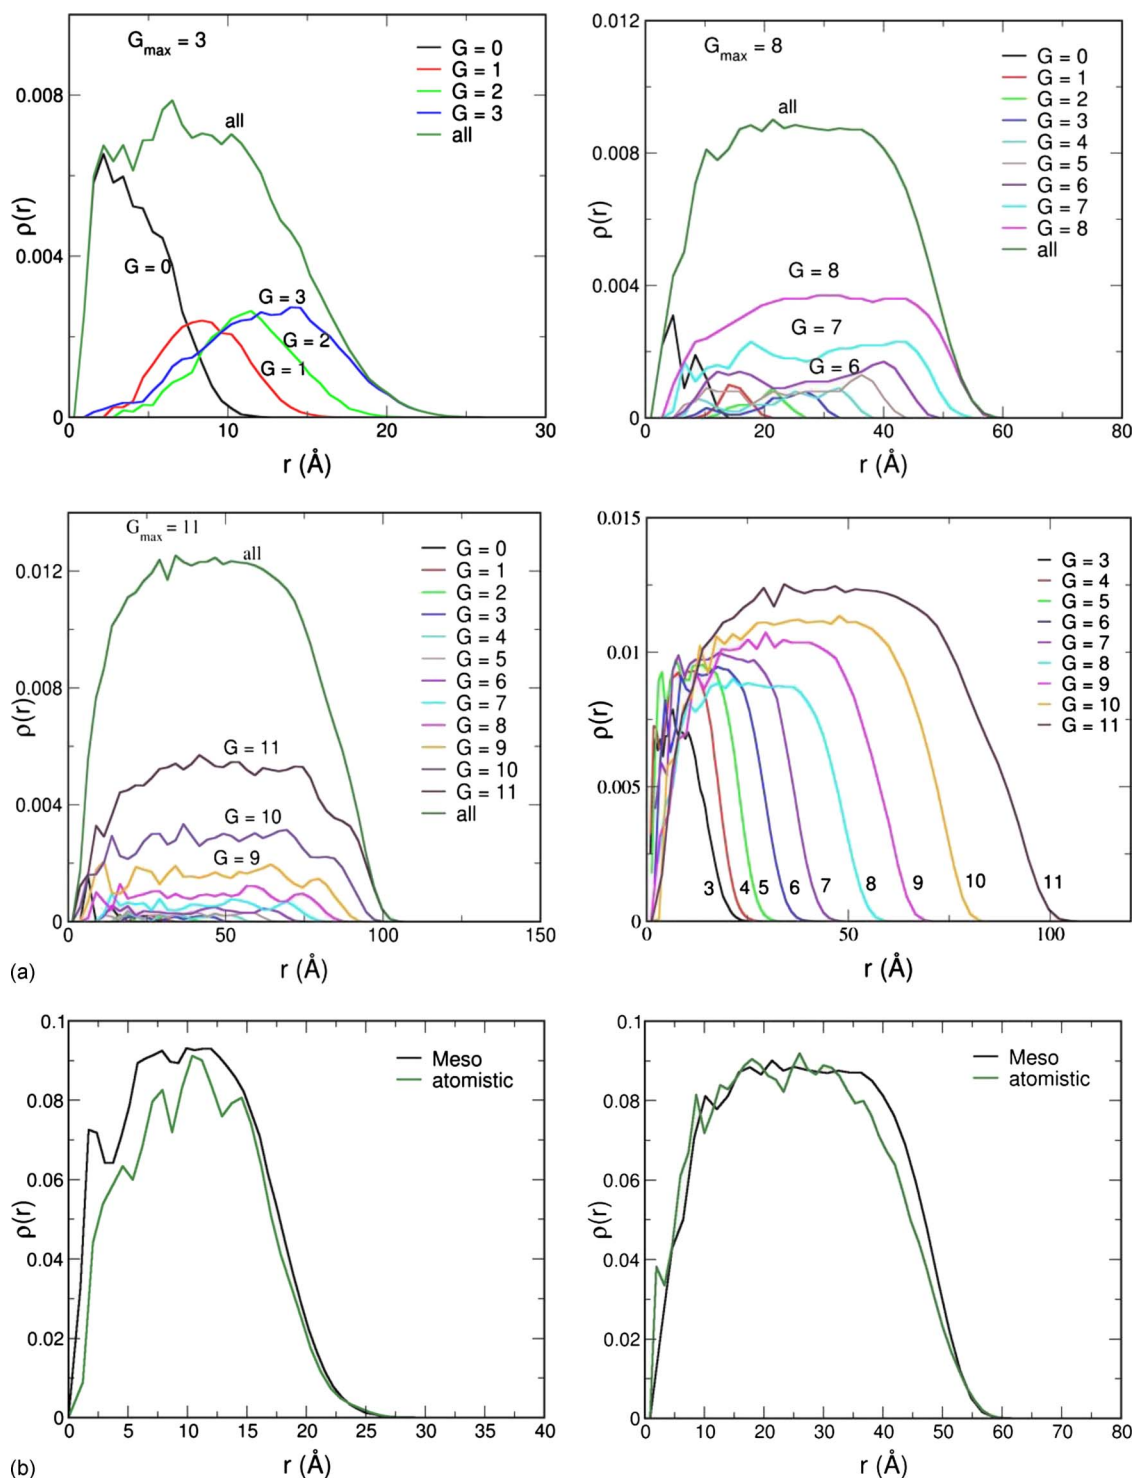 G_max = 3
G = 0
G = 1
G = 2
G = 3
all
all
G = 0
G = 3
G = 2
G = 1
0.008
0.004
0
0 10 20 30
ρ(r)
r (Å)
G_max = 8
G = 0
G = 1
G = 2
G = 3
G = 4
G = 5
G = 6
G = 7
G = 8
all
all
G = 8
G = 7
G = 6
0.012
0.008
0.004
0
0 20 40 60 80
ρ(r)
r (Å)
G_max = 11
G = 0
G = 1
G = 2
G = 3
G = 4
G = 5
G = 6
G = 7
G = 8
G = 9
G = 10
G = 11
all
all
G = 11
G = 10
G = 9
0.012
0.008
0.004
0
0 50 100 150
ρ(r)
r (Å)
(a)
G = 3
G = 4
G = 5
G = 6
G = 7
G = 8
G = 9
G = 10
G = 11
3 4 5 6 7 8 9 10 11
0.015
0.01
0.005
0
0 50 100
ρ(r)
r (Å)
Meso
atomistic
0.1
0.08
0.06
0.04
0.02
0
0 5 10 15 20 25 30 35 40
ρ(r)
r (Å)
(b)
Meso
atomistic
0.1
0.08
0.06
0.04
0.02
0
0 10 20 30 40 50 60 70 80
ρ(r)
r (Å)